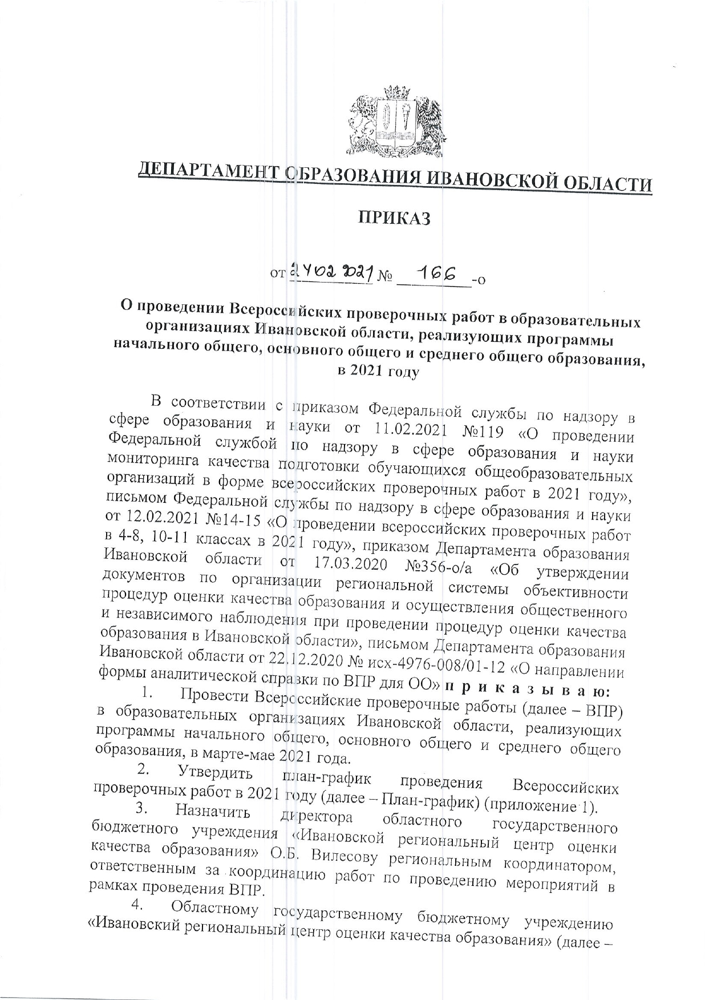 ДЕПАРТАМЕНТ ОБРАЗОВАНИЯ ИВАНОВСКОЙ ОБЛАСТИ
ПРИКАЗ
от 24 02 2021 № 166 -о
О проведении Всероссийских проверочных работ в образовательных
организациях Ивановской области, реализующих программы
начального общего, основного общего и среднего общего образования,
в 2021 году
В соответствии с приказом Федеральной службы по надзору в
сфере образования и науки от 11.02.2021 №119 «О проведении
Федеральной службой по надзору в сфере образования и науки
мониторинга качества подготовки обучающихся общеобразовательных
организаций в форме всероссийских проверочных работ в 2021 году»,
письмом Федеральной службы по надзору в сфере образования и науки
от 12.02.2021 №14-15 «О проведении всероссийских проверочных работ
в 4-8, 10-11 классах в 2021 году», приказом Департамента образования
Ивановской области от 17.03.2020 №356-о/а «Об утверждении
документов по организации региональной системы объективности
процедур оценки качества образования и осуществления общественного
и независимого наблюдения при проведении процедур оценки качества
образования в Ивановской области», письмом Департамента образования
Ивановской области от 22.12.2020 № исх-4976-008/01-12 «О направлении
формы аналитической справки по ВПР для ОО» п р и к а з ы в а ю:
1. Провести Всероссийские проверочные работы (далее – ВПР)
в образовательных организациях Ивановской области, реализующих
программы начального общего, основного общего и среднего общего
образования, в марте-мае 2021 года.
2. Утвердить план-график проведения Всероссийских
проверочных работ в 2021 году (далее – План-график) (приложение 1).
3. Назначить директора областного государственного
бюджетного учреждения «Ивановской региональный центр оценки
качества образования» О.Б. Вилесову региональным координатором,
ответственным за координацию работ по проведению мероприятий в
рамках проведения ВПР.
4. Областному государственному бюджетному учреждению
«Ивановский региональный центр оценки качества образования» (далее –